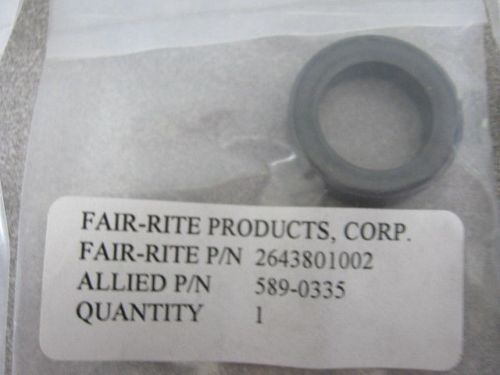 FAIR-RITE PRODUCTS, CORP.
FAIR-RITE P/N 2643801002
ALLIED P/N 589-0335
QUANTITY 1